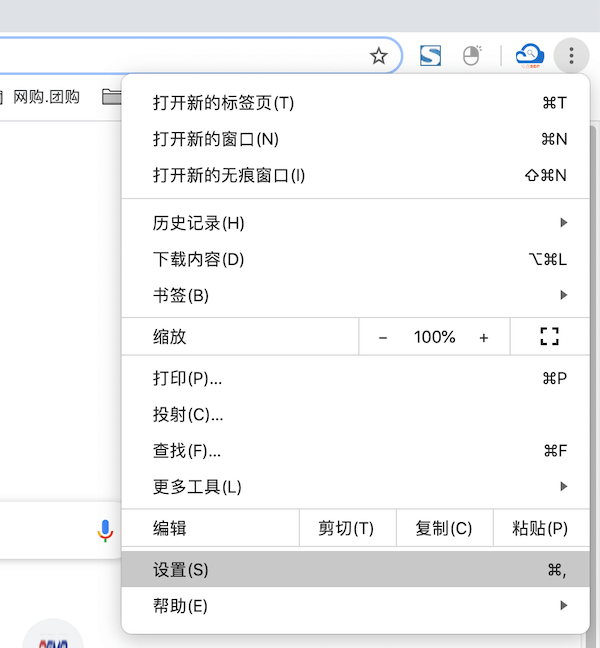 网购.团购
打开新的标签页(T) ⌘T
打开新的窗口(N) ⌘N
打开新的无痕窗口(I) ⇧⌘N
历史记录(H)
下载内容(D) ⌥⌘L
书签(B)
缩放 - 100% +
打印(P)... ⌘P
投射(C)...
查找(F)... ⌘F
更多工具(L)
编辑 剪切(T) 复制(C) 粘贴(P)
设置(S) ⌘,
帮助(E)